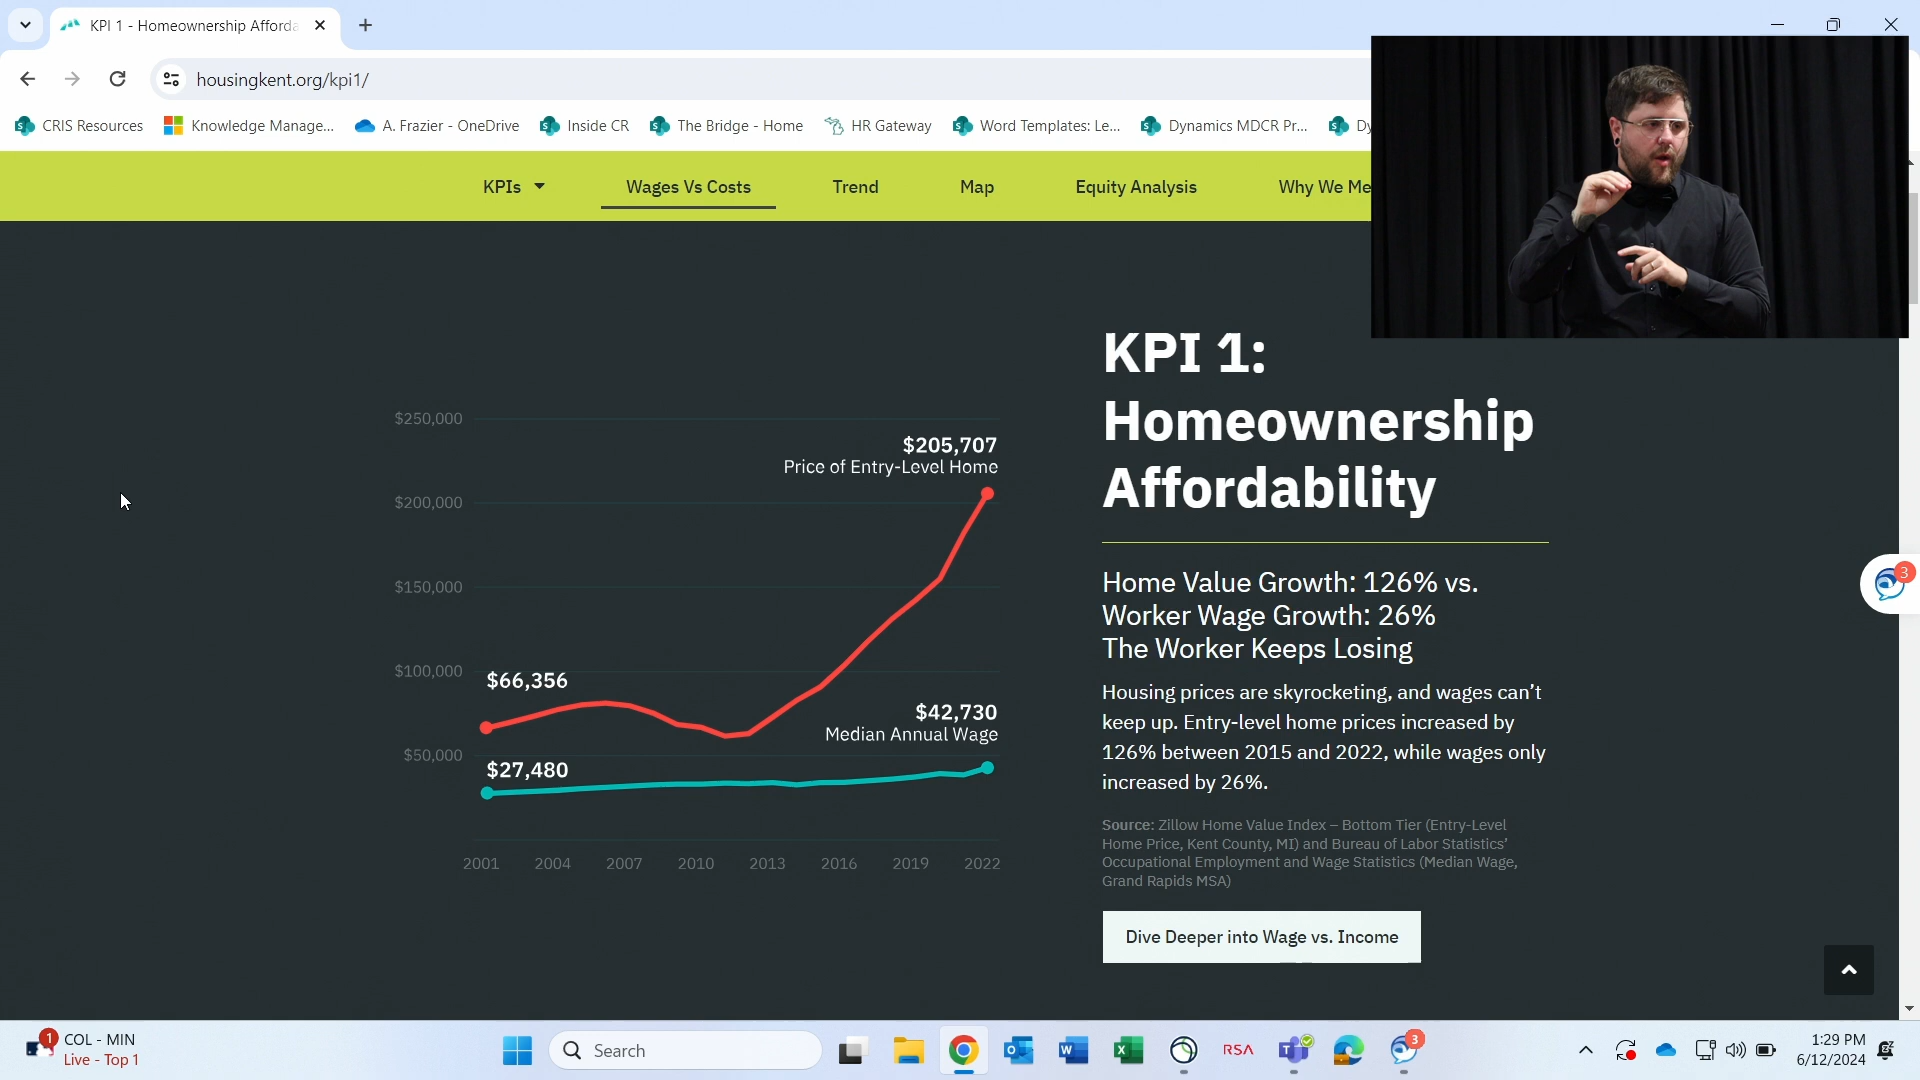 KPI 1 - Homeownership Afforda
housingkent.org/kpi1/
CRIS Resources
Knowledge Manage...
A. Frazier - OneDrive
Inside CR
The Bridge - Home
HR Gateway
Word Templates: Le...
Dynamics MDCR Pr...
Dy
KPIs
Wages Vs Costs
Trend
Map
Equity Analysis
Why We Me
KPI 1:
Homeownership
Affordability
$250,000
$200,000
$150,000
$100,000
$50,000
$205,707
Price of Entry-Level Home
$66,356
$42,730
Median Annual Wage
$27,480
2001 2004 2007 2010 2013 2016 2019 2022
Home Value Growth: 126% vs.
Worker Wage Growth: 26%
The Worker Keeps Losing
Housing prices are skyrocketing, and wages can’t
keep up. Entry-level home prices increased by
126% between 2015 and 2022, while wages only
increased by 26%.
Source: Zillow Home Value Index – Bottom Tier (Entry-Level
Home Price, Kent County, MI) and Bureau of Labor Statistics’
Occupational Employment and Wage Statistics (Median Wage,
Grand Rapids MSA)
Dive Deeper into Wage vs. Income
3
1
COL - MIN
Live - Top 1
Search
RSA
3
1:29 PM
6/12/2024